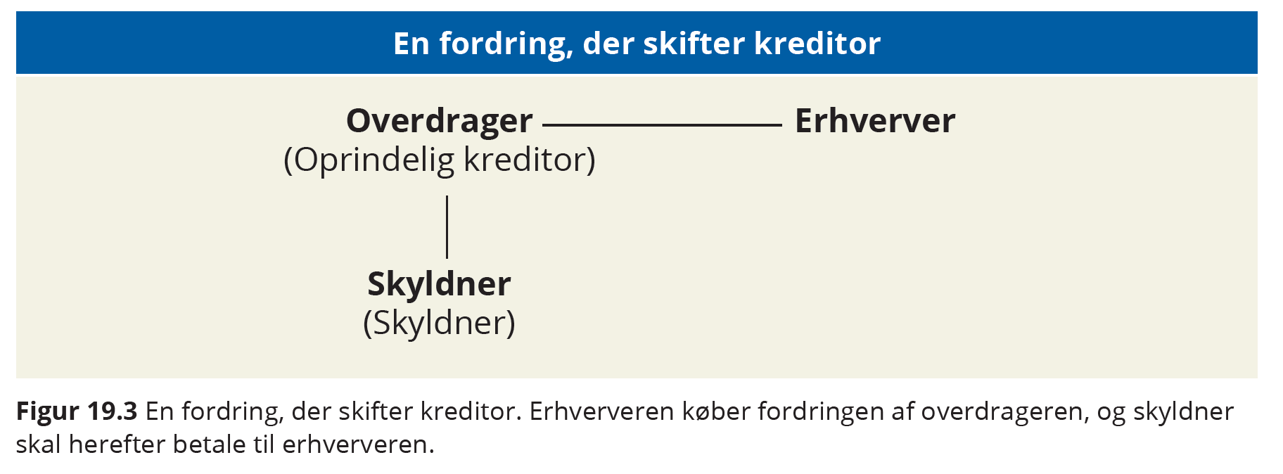 En fordring, der skifter kreditor
Overdrager Erhverver
(Oprindelig kreditor)
Skyldner
(Skyldner)
Figur 19.3 En fordring, der skifter kreditor. Erhververen køber fordringen af overdrageren, og skyldner
skal herefter betale til erhververen.